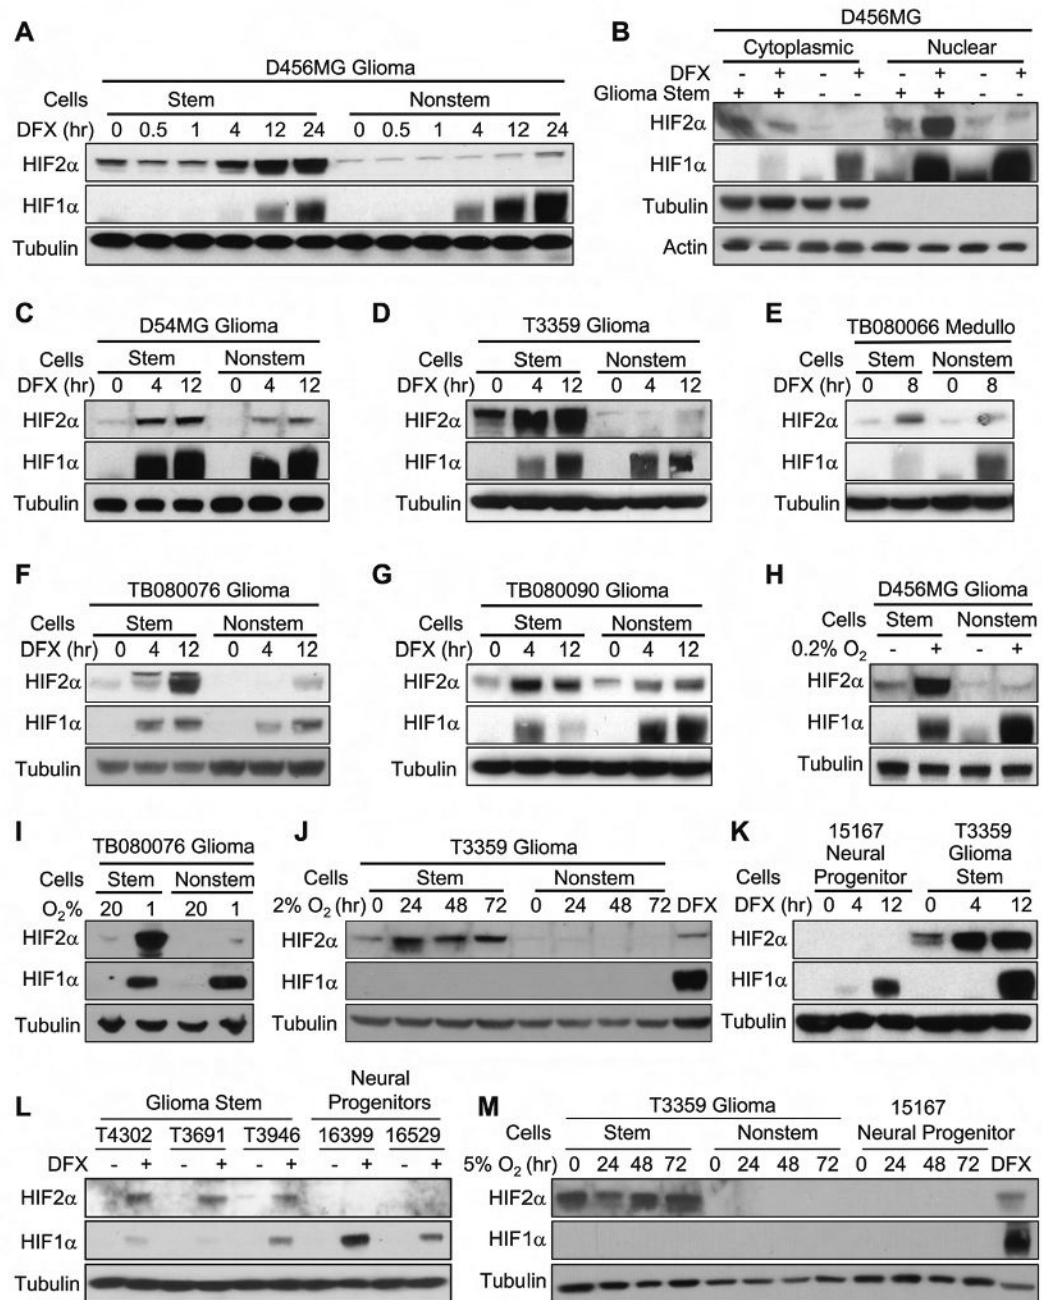 A
D456MG Glioma
Cells Stem Nonstem
DFX (hr) 0 0.5 1 4 12 24 0 0.5 1 4 12 24
HIF2α
HIF1α
Tubulin
B
D456MG
Cytoplasmic Nuclear
DFX - + - + - + - +
Glioma Stem + + - - + + - -
HIF2α
HIF1α
Tubulin
Actin
C
D54MG Glioma
Cells Stem Nonstem
DFX (hr) 0 4 12 0 4 12
HIF2α
HIF1α
Tubulin
D
T3359 Glioma
Cells Stem Nonstem
DFX (hr) 0 4 12 0 4 12
HIF2α
HIF1α
Tubulin
E
TB080066 Medullo
Cells Stem Nonstem
DFX (hr) 0 8 0 8
HIF2α
HIF1α
Tubulin
F
TB080076 Glioma
Cells Stem Nonstem
DFX (hr) 0 4 12 0 4 12
HIF2α
HIF1α
Tubulin
G
TB080090 Glioma
Cells Stem Nonstem
DFX (hr) 0 4 12 0 4 12
HIF2α
HIF1α
Tubulin
H
D456MG Glioma
Cells Stem Nonstem
0.2% O₂ - + - +
HIF2α
HIF1α
Tubulin
I
TB080076 Glioma
Cells Stem Nonstem
O₂% 20 1 20 1
HIF2α
HIF1α
Tubulin
J
T3359 Glioma
Cells Stem Nonstem
2% O₂ (hr) 0 24 48 72 0 24 48 72 DFX
HIF2α
HIF1α
Tubulin
K
15167 T3359
Neural Glioma
Cells Progenitor Stem
DFX (hr) 0 4 12 0 4 12
HIF2α
HIF1α
Tubulin
L
Neural
Glioma Stem Progenitors
T4302 T3691 T3946 16399 16529
DFX - + - + - + - + - +
HIF2α
HIF1α
Tubulin
M
T3359 Glioma 15167
Cells Stem Nonstem Neural Progenitor
5% O₂ (hr) 0 24 48 72 0 24 48 72 0 24 48 72 DFX
HIF2α
HIF1α
Tubulin